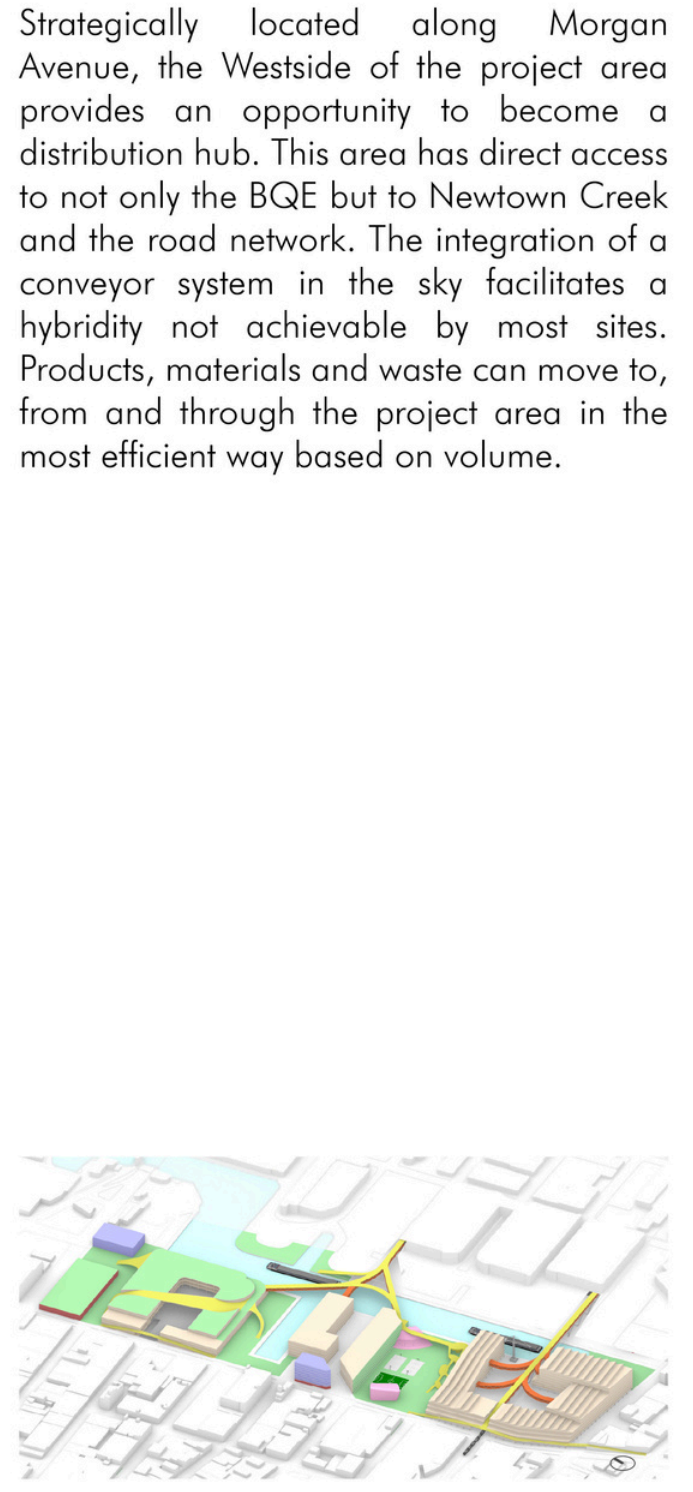 Strategically located along Morgan
Avenue, the Westside of the project area
provides an opportunity to become a
distribution hub. This area has direct access
to not only the BQE but to Newtown Creek
and the road network. The integration of a
conveyor system in the sky facilitates a
hybridity not achievable by most sites.
Products, materials and waste can move to,
from and through the project area in the
most efficient way based on volume.